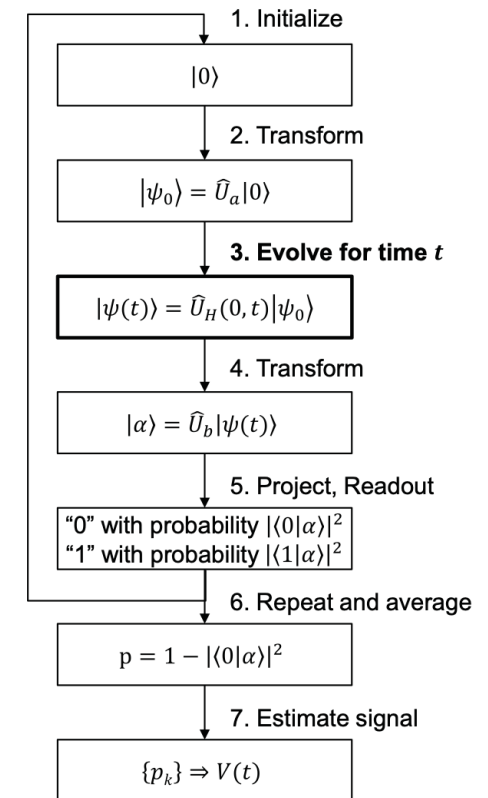 1. Initialize
|0⟩
2. Transform
|ψ₀⟩ = Û_a|0⟩
3. Evolve for time t
|ψ(t)⟩ = Û_H(0, t)|ψ₀⟩
4. Transform
|α⟩ = Û_b|ψ(t)⟩
5. Project, Readout
“0” with probability |⟨0|α⟩|²
“1” with probability |⟨1|α⟩|²
6. Repeat and average
p = 1 − |⟨0|α⟩|²
7. Estimate signal
{p_k} ⇒ V(t)